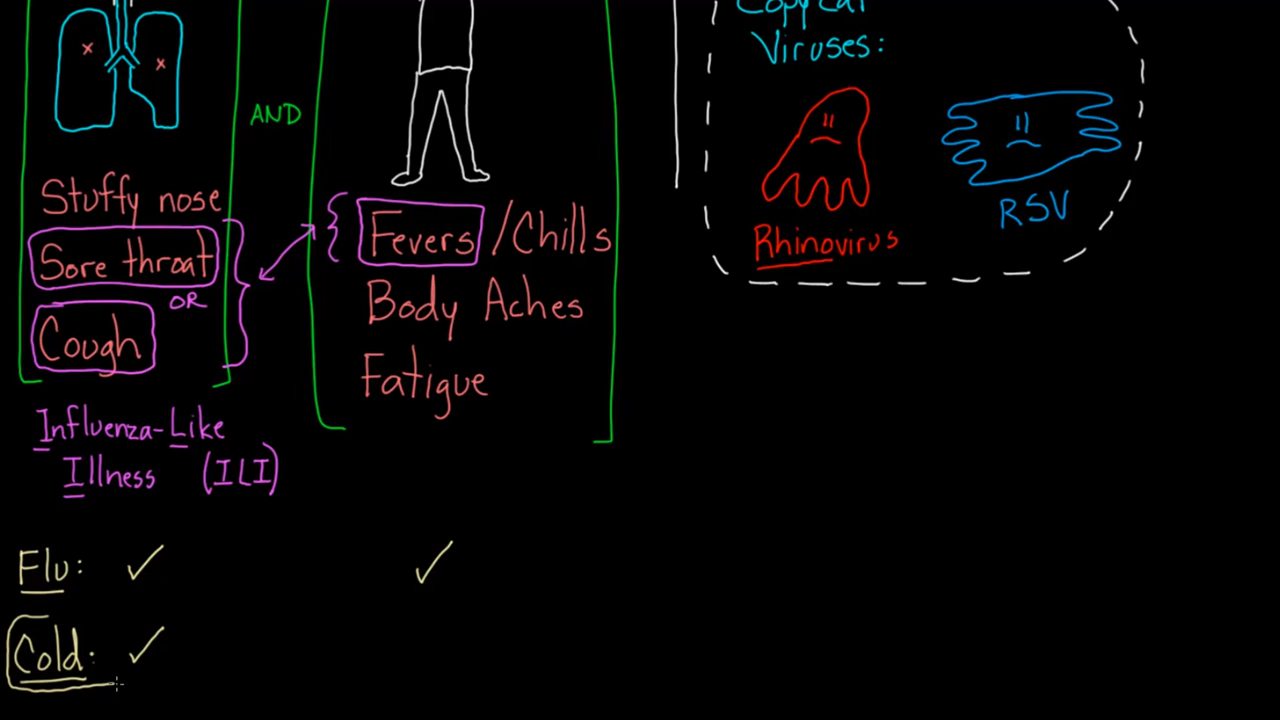 Copycat
Viruses:
AND
Stuffy nose
Sore throat
OR
Cough
Fevers /Chills
Body Aches
Fatigue
Rhinovirus
RSV
Influenza-Like
Illness (ILI)
Flu: ✓ ✓
Cold: ✓